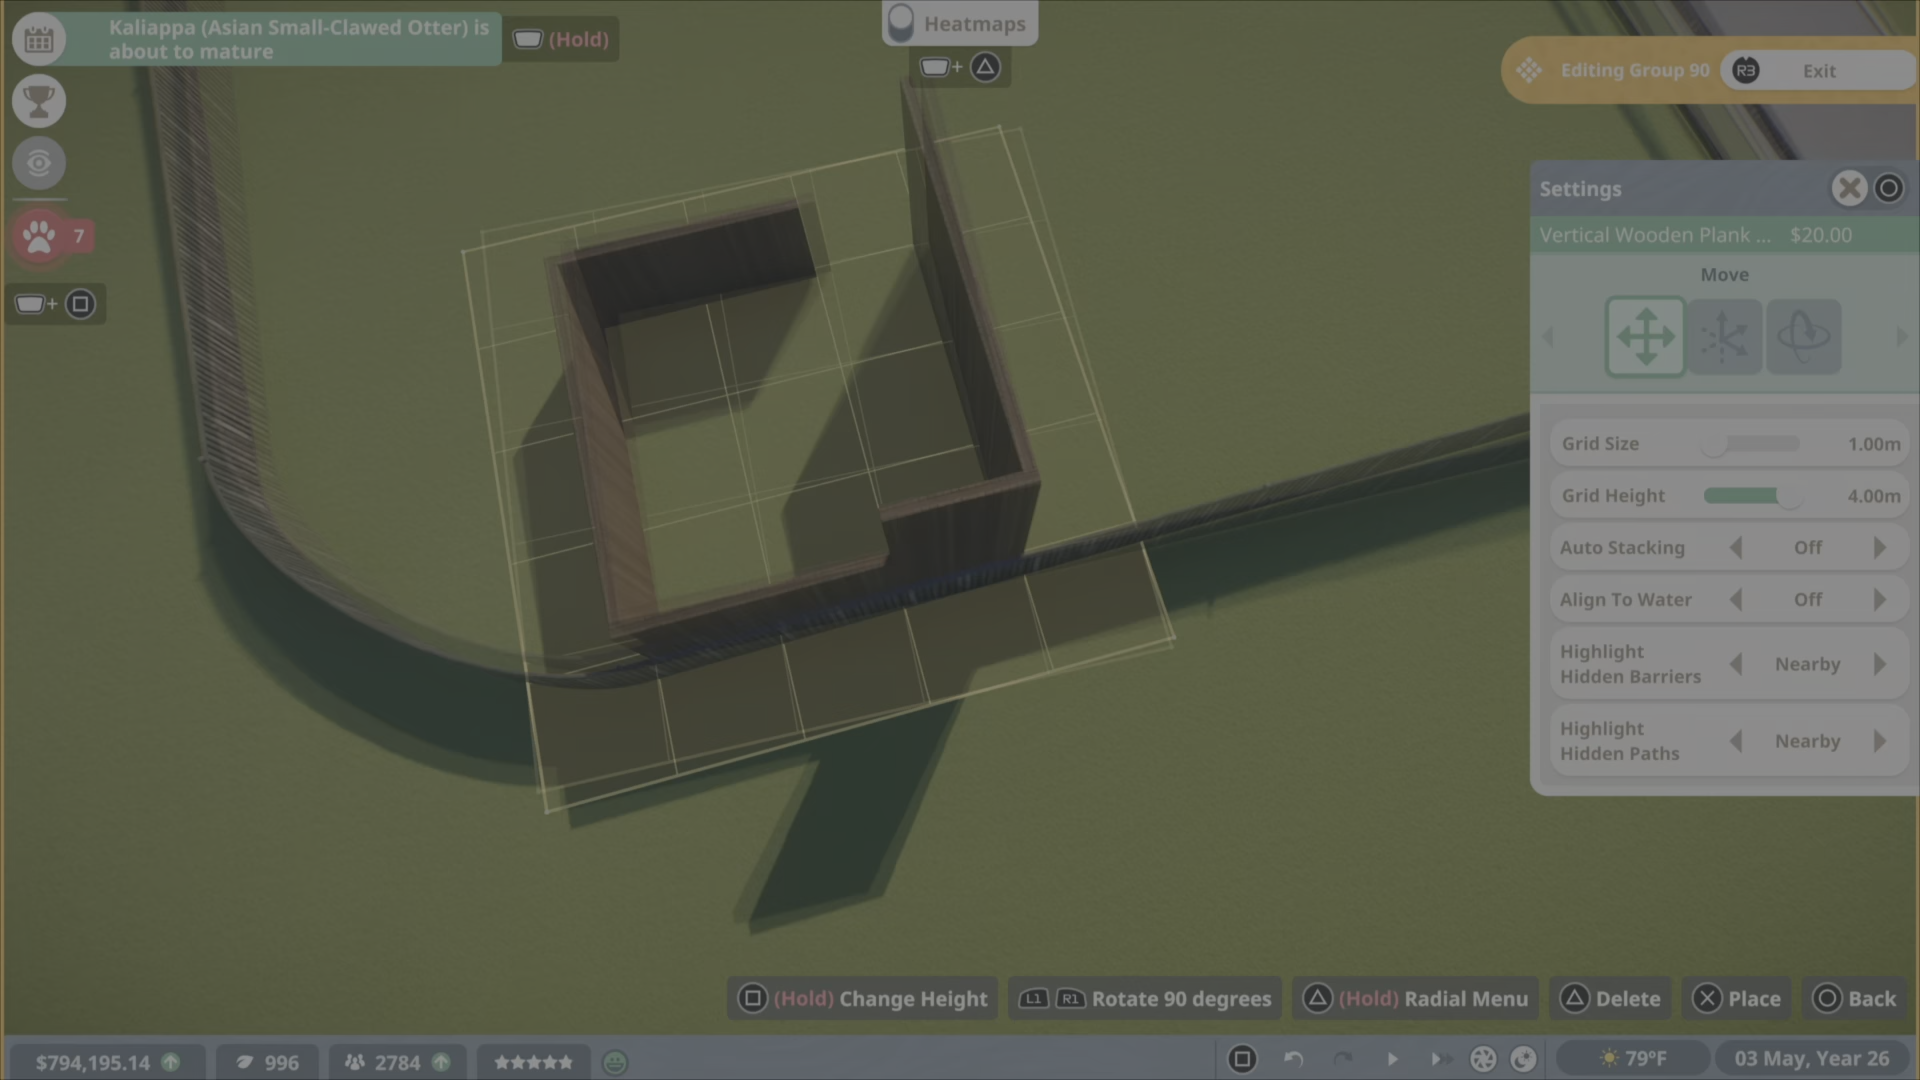 Kaliappa (Asian Small-Clawed Otter) is
about to mature
(Hold)
Heatmaps
+
Editing Group 90
R3
Exit
7
+
Settings
Vertical Wooden Plank ... $20.00
Move
Grid Size 1.00m
Grid Height 4.00m
Auto Stacking Off
Align To Water Off
Highlight
Hidden Barriers
Nearby
Highlight
Hidden Paths
Nearby
(Hold) Change Height
L1 R1 Rotate 90 degrees
(Hold) Radial Menu
Delete
Place
Back
$794,195.14
996
2784
79°F
03 May, Year 26